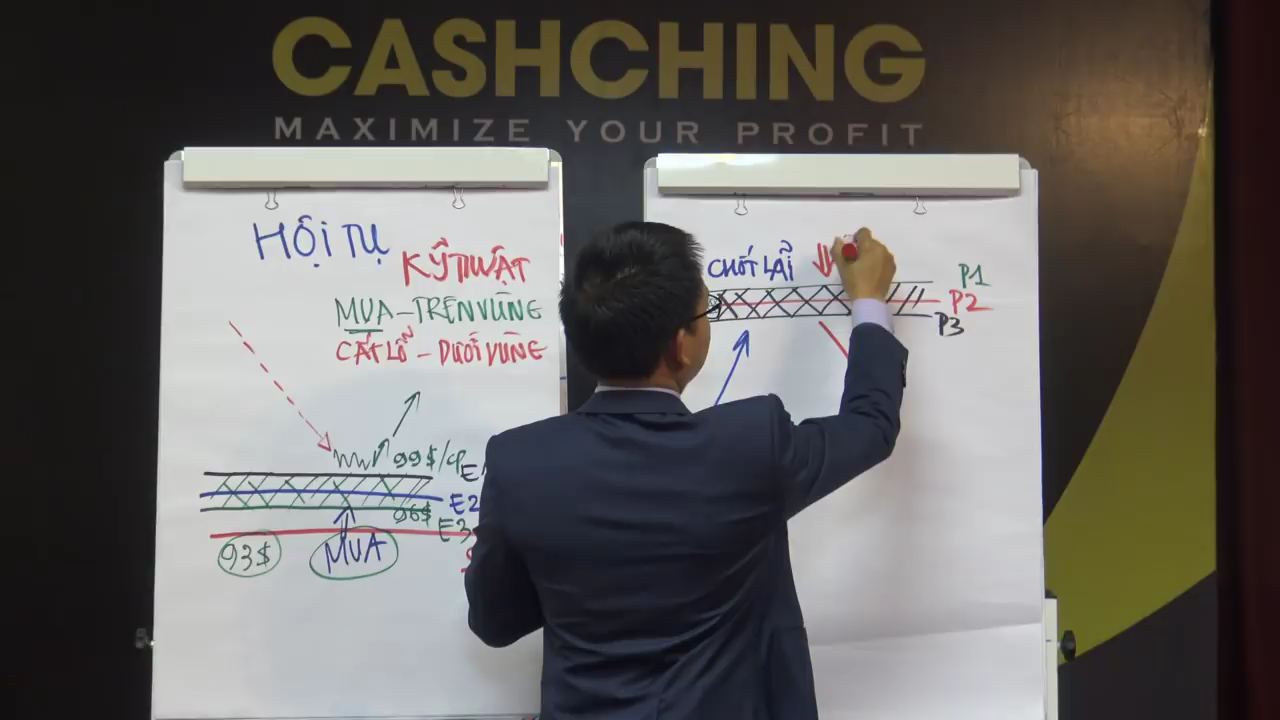 CASHCHING
MAXIMIZE YOUR PROFIT
HỘI TỤ
KỸ THUẬT
MUA - TRÊN VÙNG
CẮT LỖ - DƯỚI VÙNG
99$/cp
E2
96$
E3
93$
MUA
CHỐT LÃI
P1
P2
P3